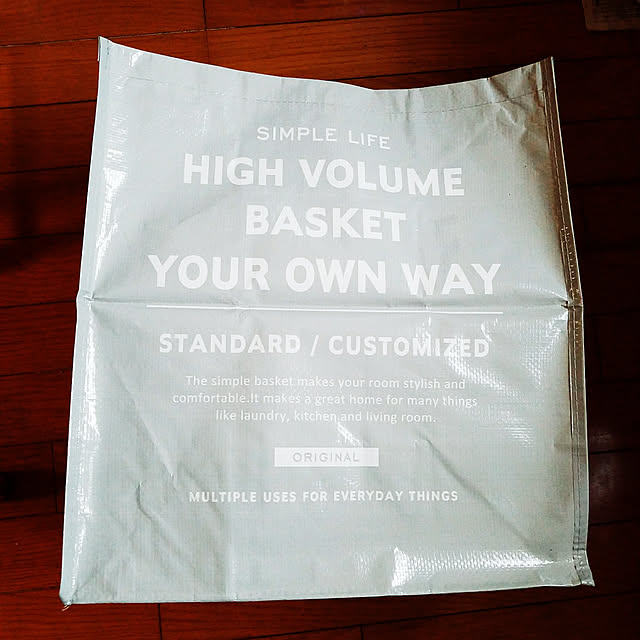 SIMPLE LIFE
HIGH VOLUME
BASKET
YOUR OWN WAY
STANDARD / CUSTOMIZED
The simple basket makes your room stylish and
comfortable.It makes a great home for many things
like laundry, kitchen and living room.
ORIGINAL
MULTIPLE USES FOR EVERYDAY THINGS